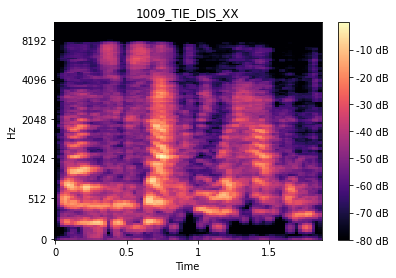 1009_TIE_DIS_XX
8192
4096
2048
1024
512
0
Hz
0
0.5
1
1.5
Time
-10 dB
-20 dB
-30 dB
-40 dB
-50 dB
-60 dB
-70 dB
-80 dB